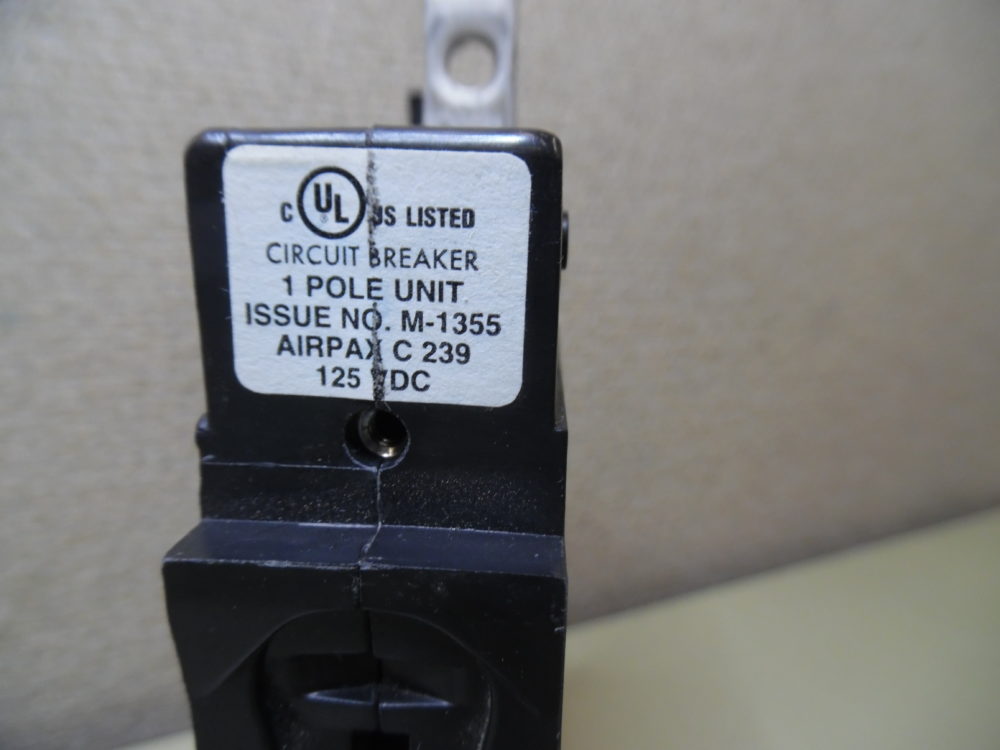 C UL ® US LISTED
CIRCUIT BREAKER
1 POLE UNIT
ISSUE NO. M-1355
AIRPAX C 239
125 VDC